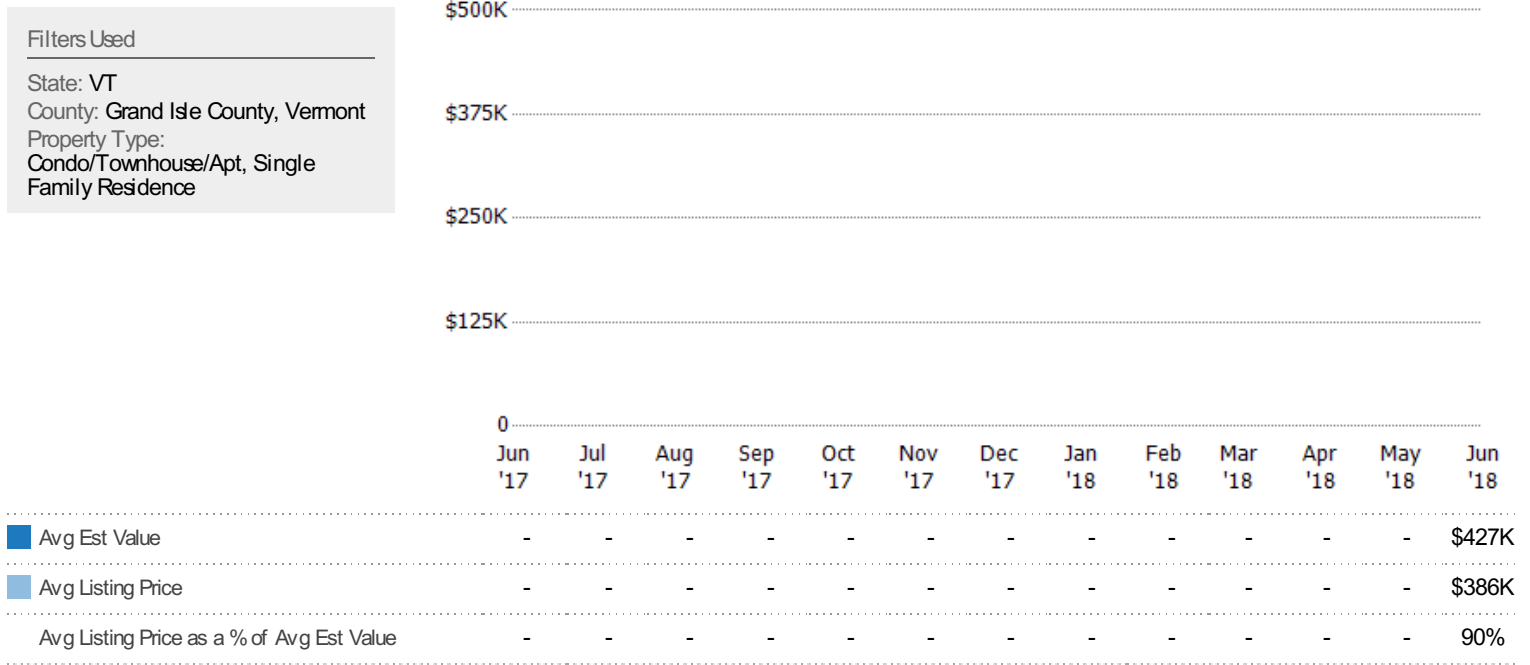 Filters Used
State: VT
County: Grand Isle County, Vermont
Property Type:
Condo/Townhouse/Apt, Single
Family Residence
$500K
$375K
$250K
$125K
0
Jun Jul Aug Sep Oct Nov Dec Jan Feb Mar Apr May Jun
'17 '17 '17 '17 '17 '17 '17 '18 '18 '18 '18 '18 '18
Avg Est Value - - - - - - - - - - - - $427K
Avg Listing Price - - - - - - - - - - - - $386K
Avg Listing Price as a % of Avg Est Value - - - - - - - - - - - - 90%